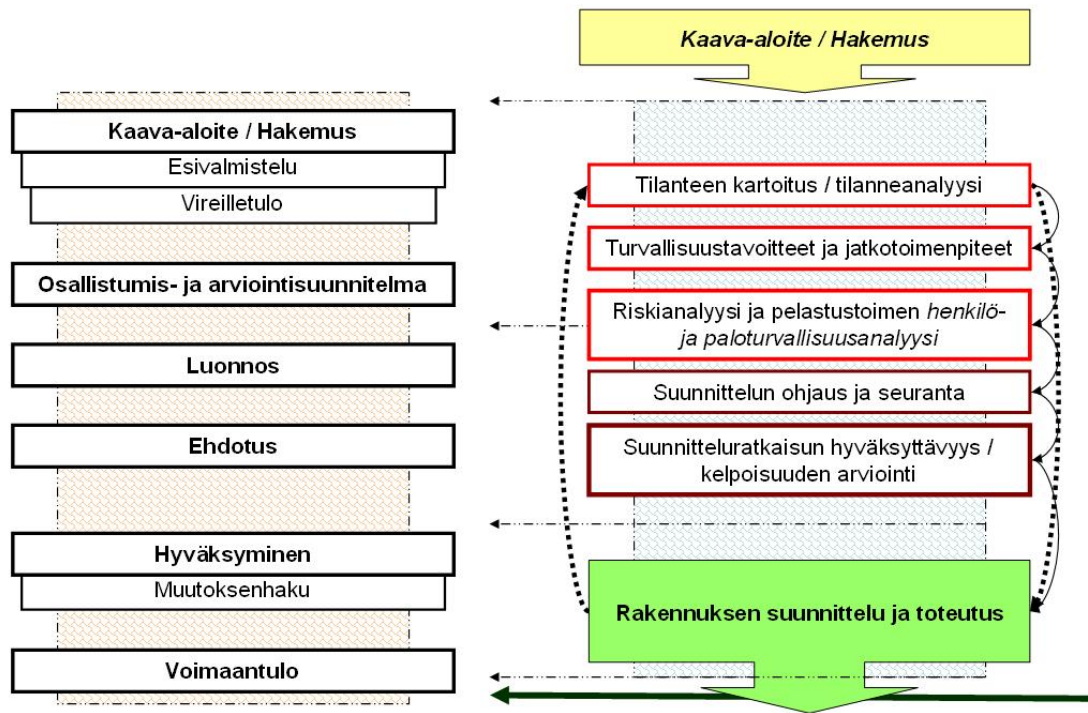 Kaava-aloite / Hakemus
Esivalmistelu
Vireilletulo
Osallistumis- ja arviointisuunnitelma
Luonnos
Ehdotus
Hyväksyminen
Muutoksenhaku
Voimaantulo
Kaava-aloite / Hakemus
Tilanteen kartoitus / tilanneanalyysi
Turvallisuustavoitteet ja jatkotoimenpiteet
Riskianalyysi ja pelastustoimen henkilö-
ja paloturvallisuusanalyysi
Suunnittelun ohjaus ja seuranta
Suunnitteluratkaisun hyväksyttävyys /
kelpoisuuden arviointi
Rakennuksen suunnittelu ja toteutus